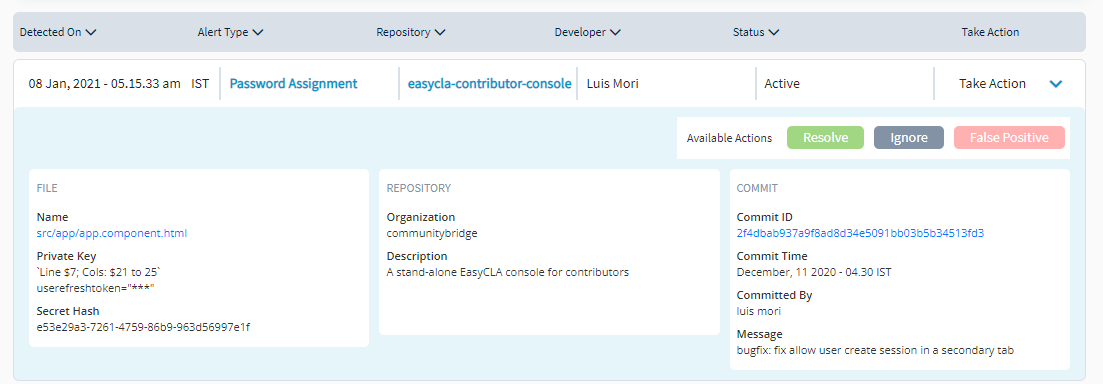 Detected On Alert Type Repository Developer Status Take Action
08 Jan, 2021 - 05.15.33 am IST Password Assignment easycla-contributor-console Luis Mori Active Take Action
Available Actions Resolve Ignore False Positive
FILE
Name
src/app/app.component.html
Private Key
`Line $7; Cols: $21 to 25`
userefreshtoken="***"
Secret Hash
e53e29a3-7261-4759-86b9-963d56997e1f
REPOSITORY
Organization
communitybridge
Description
A stand-alone EasyCLA console for contributors
COMMIT
Commit ID
2f4dbab937a9f8ad8d34e5091bb03b5b34513fd3
Commit Time
December, 11 2020 - 04.30 IST
Committed By
luis mori
Message
bugfix: fix allow user create session in a secondary tab